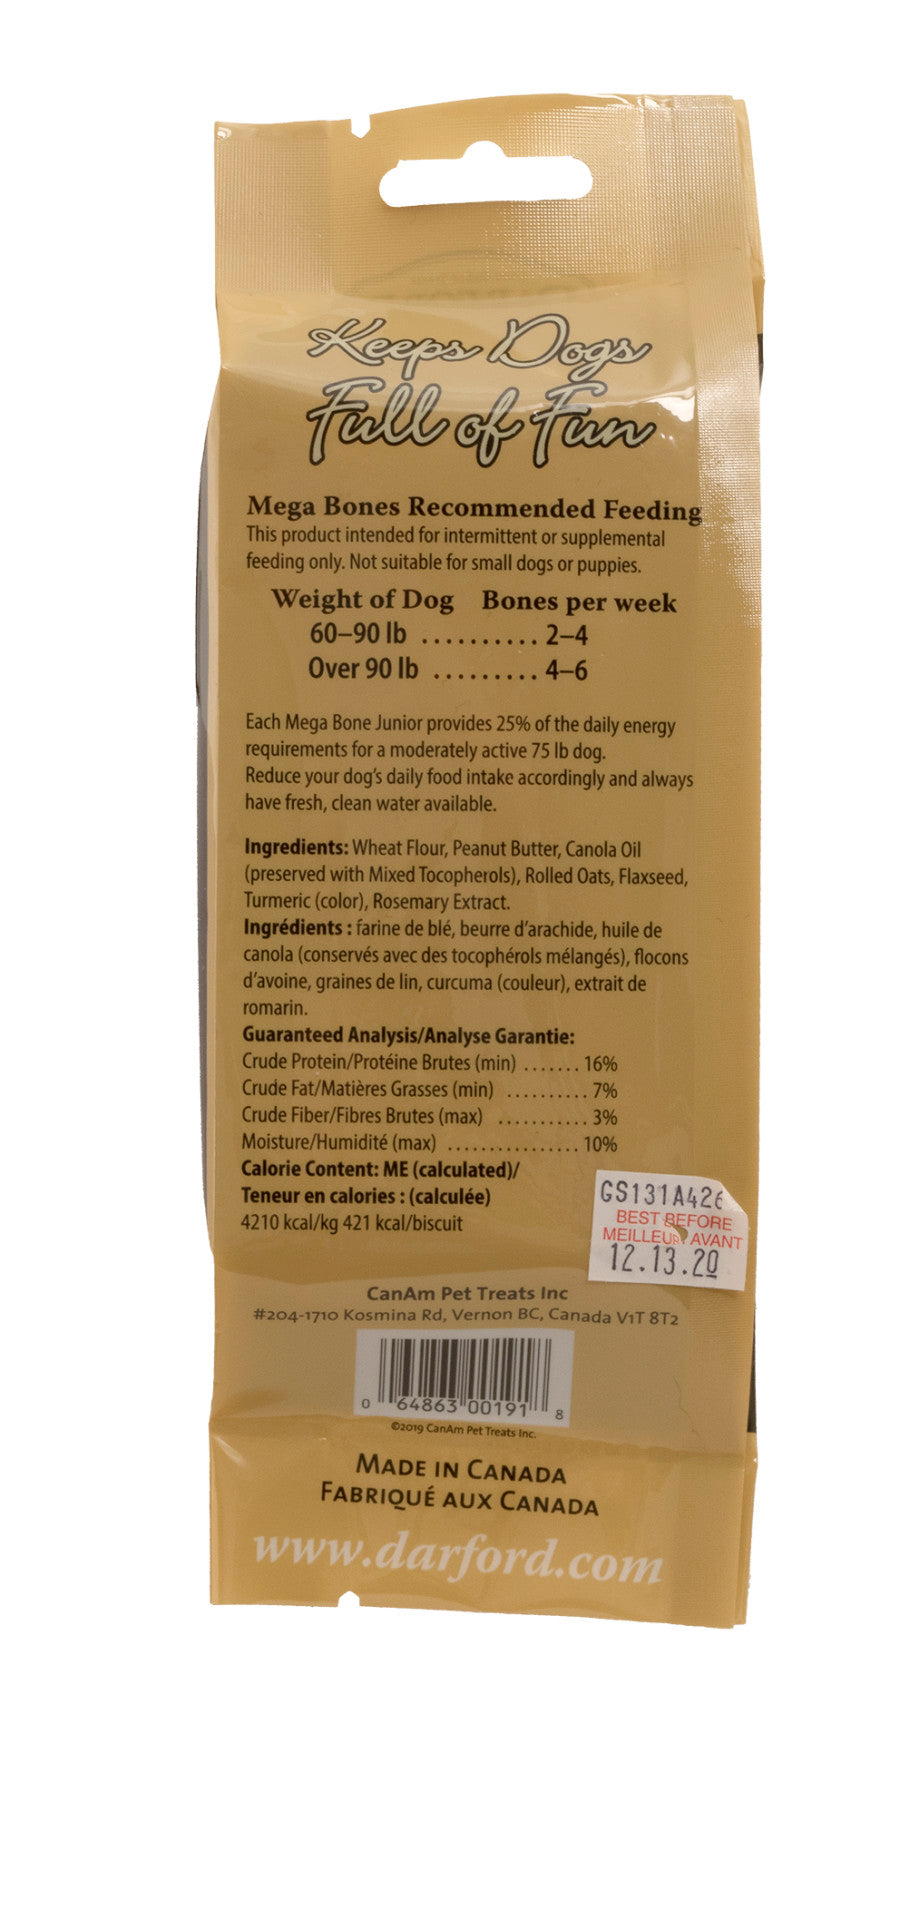 Keeps Dogs
Full of Fun
Mega Bones Recommended Feeding
This product intended for intermittent or supplemental
feeding only. Not suitable for small dogs or puppies.
Weight of Dog Bones per week
60–90 lb .......... 2–4
Over 90 lb ......... 4–6
Each Mega Bone Junior provides 25% of the daily energy
requirements for a moderately active 75 lb dog.
Reduce your dog's daily food intake accordingly and always
have fresh, clean water available.
Ingredients: Wheat Flour, Peanut Butter, Canola Oil
(preserved with Mixed Tocopherols), Rolled Oats, Flaxseed,
Turmeric (color), Rosemary Extract.
Ingrédients : farine de blé, beurre d'arachide, huile de
canola (conservés avec des tocophérols mélangés), flocons
d'avoine, graines de lin, curcuma (couleur), extrait de
romarin.
Guaranteed Analysis/Analyse Garantie:
Crude Protein/Protéine Brutes (min) ....... 16%
Crude Fat/Matières Grasses (min) .......... 7%
Crude Fiber/Fibres Brutes (max) ........... 3%
Moisture/Humidité (max) ................ 10%
Calorie Content: ME (calculated)/
Teneur en calories : (calculée)
4210 kcal/kg 421 kcal/biscuit
GS131A426
BEST BEFORE
MEILLEUR AVANT
12.13.20
CanAm Pet Treats Inc
#204-1710 Kosmina Rd, Vernon BC, Canada V1T 8T2
0 64863 00191 8
©2019 CanAm Pet Treats Inc.
Made in Canada
Fabriqué aux Canada
www.darford.com